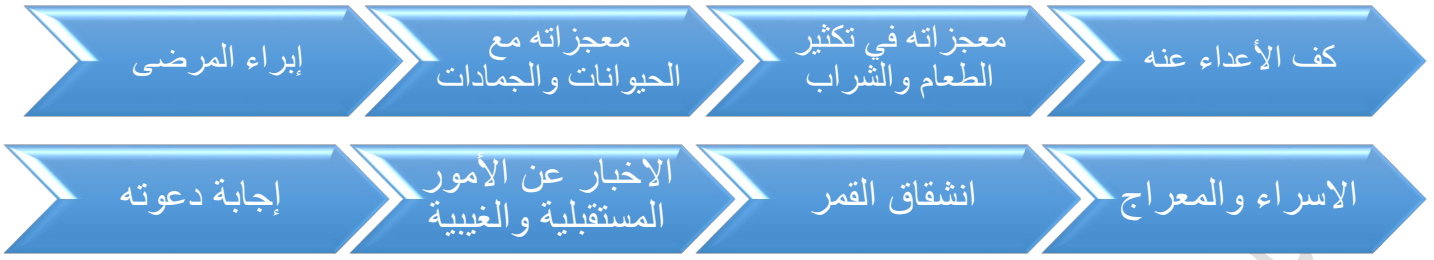 كف الأعداء عنه
معجزاته في تكثير
الطعام والشراب
معجزاته مع
الحيوانات والجمادات
إبراء المرضى
الاسراء والمعراج
انشقاق القمر
الاخبار عن الأمور
المستقبلية والغيبية
إجابة دعوته